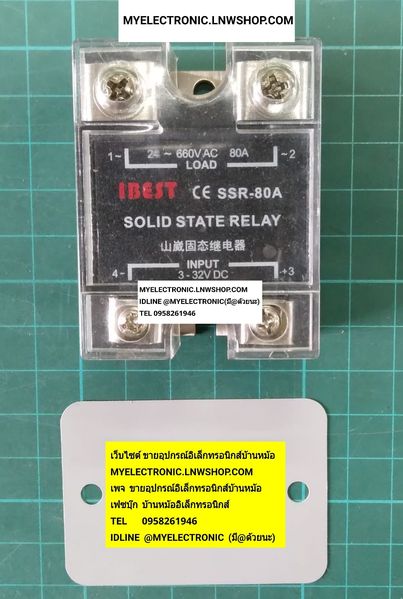 MYELECTRONIC.LNWSHOP.COM
1~ 24 ~ 660V AC 80A ~2
LOAD
IBEST CE SSR-80A
SOLID STATE RELAY
山崴固态继电器
INPUT
4- 3 - 32V DC +3
MYELECTRONIC.LNWSHOP.COM
IDLINE @MYELECTRONIC(มี@ด้วยนะ)
TEL 0958261946
เว็บไซต์ ขายอุปกรณ์อิเล็กทรอนิกส์บ้านหม้อ
MYELECTRONIC.LNWSHOP.COM
เพจ ขายอุปกรณ์อิเล็กทรอนิกส์บ้านหม้อ
เฟซบุ๊ก บ้านหม้ออิเล็กทรอนิกส์
TEL 0958261946
IDLINE @MYELECTRONIC (มี@ด้วยนะ)